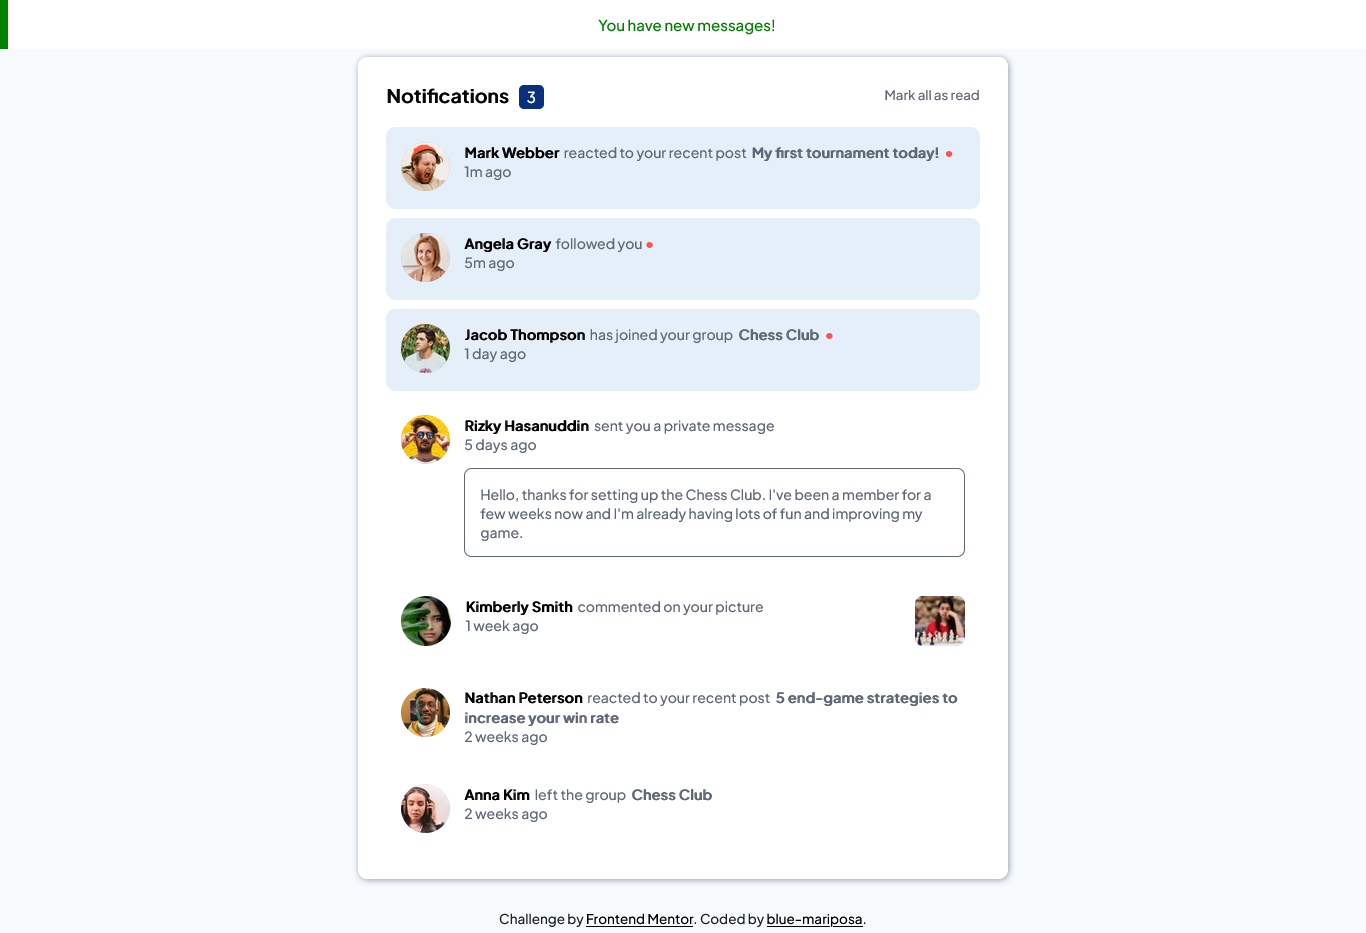 You have new messages!
Notifications 3
Mark all as read
Mark Webber reacted to your recent post My first tournament today!
1m ago
Angela Gray followed you
5m ago
Jacob Thompson has joined your group Chess Club
1 day ago
Rizky Hasanuddin sent you a private message
5 days ago
Hello, thanks for setting up the Chess Club. I've been a member for a
few weeks now and I'm already having lots of fun and improving my
game.
Kimberly Smith commented on your picture
1 week ago
Nathan Peterson reacted to your recent post 5 end-game strategies to
increase your win rate
2 weeks ago
Anna Kim left the group Chess Club
2 weeks ago
Challenge by Frontend Mentor. Coded by blue-mariposa.